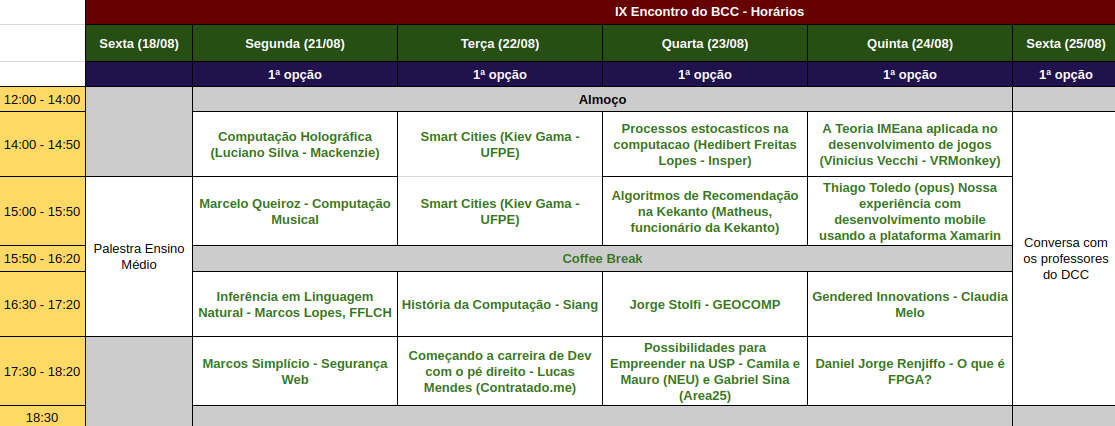 IX Encontro do BCC - Horários
Sexta (18/08)
Segunda (21/08)
Terça (22/08)
Quarta (23/08)
Quinta (24/08)
Sexta (25/08)
1ª opção
1ª opção
1ª opção
1ª opção
1ª opção
12:00 - 14:00
Almoço
14:00 - 14:50
Computação Holográfica
(Luciano Silva - Mackenzie)
Smart Cities (Kiev Gama -
UFPE)
Processos estocasticos na
computacao (Hedibert Freitas
Lopes - Insper)
A Teoria IMEana aplicada no
desenvolvimento de jogos
(Vinicius Vecchi - VRMonkey)
15:00 - 15:50
Marcelo Queiroz - Computação
Musical
Smart Cities (Kiev Gama -
UFPE)
Algoritmos de Recomendação
na Kekanto (Matheus,
funcionário da Kekanto)
Thiago Toledo (opus) Nossa
experiência com
desenvolvimento mobile
usando a plataforma Xamarin
Palestra Ensino
Médio
Conversa com
os professores
do DCC
15:50 - 16:20
Coffee Break
16:30 - 17:20
Inferência em Linguagem
Natural - Marcos Lopes, FFLCH
História da Computação - Siang
Jorge Stolfi - GEOCOMP
Gendered Innovations - Claudia
Melo
17:30 - 18:20
Marcos Simplício - Segurança
Web
Começando a carreira de Dev
com o pé direito - Lucas
Mendes (Contratado.me)
Possibilidades para
Empreender na USP - Camila e
Mauro (NEU) e Gabriel Sina
(Area25)
Daniel Jorge Renjiffo - O que é
FPGA?
18:30